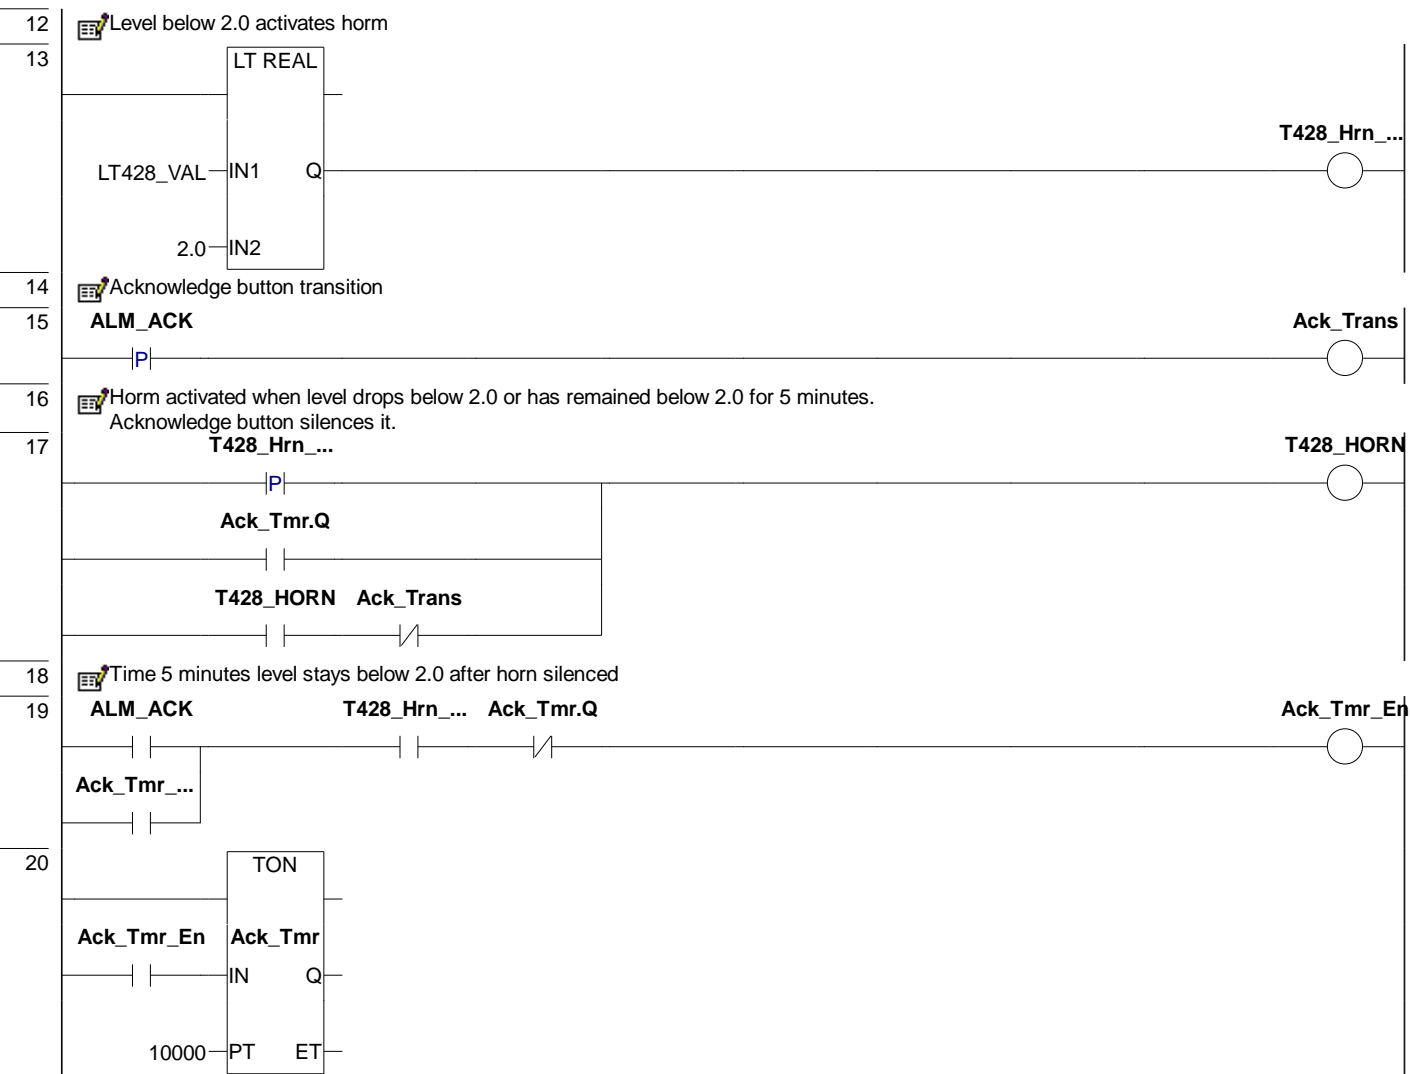 12 Level below 2.0 activates horm
13 LT REAL
T428_Hrn_...
LT428_VAL IN1 Q
2.0 IN2
14 Acknowledge button transition
15 ALM_ACK Ack_Trans
P
16 Horm activated when level drops below 2.0 or has remained below 2.0 for 5 minutes.
Acknowledge button silences it.
17 T428_Hrn_... T428_HORN
P
Ack_Tmr.Q
T428_HORN Ack_Trans
18 Time 5 minutes level stays below 2.0 after horn silenced
19 ALM_ACK T428_Hrn_... Ack_Tmr.Q Ack_Tmr_En
Ack_Tmr_...
20 TON
Ack_Tmr_En Ack_Tmr
IN Q
10000 PT ET